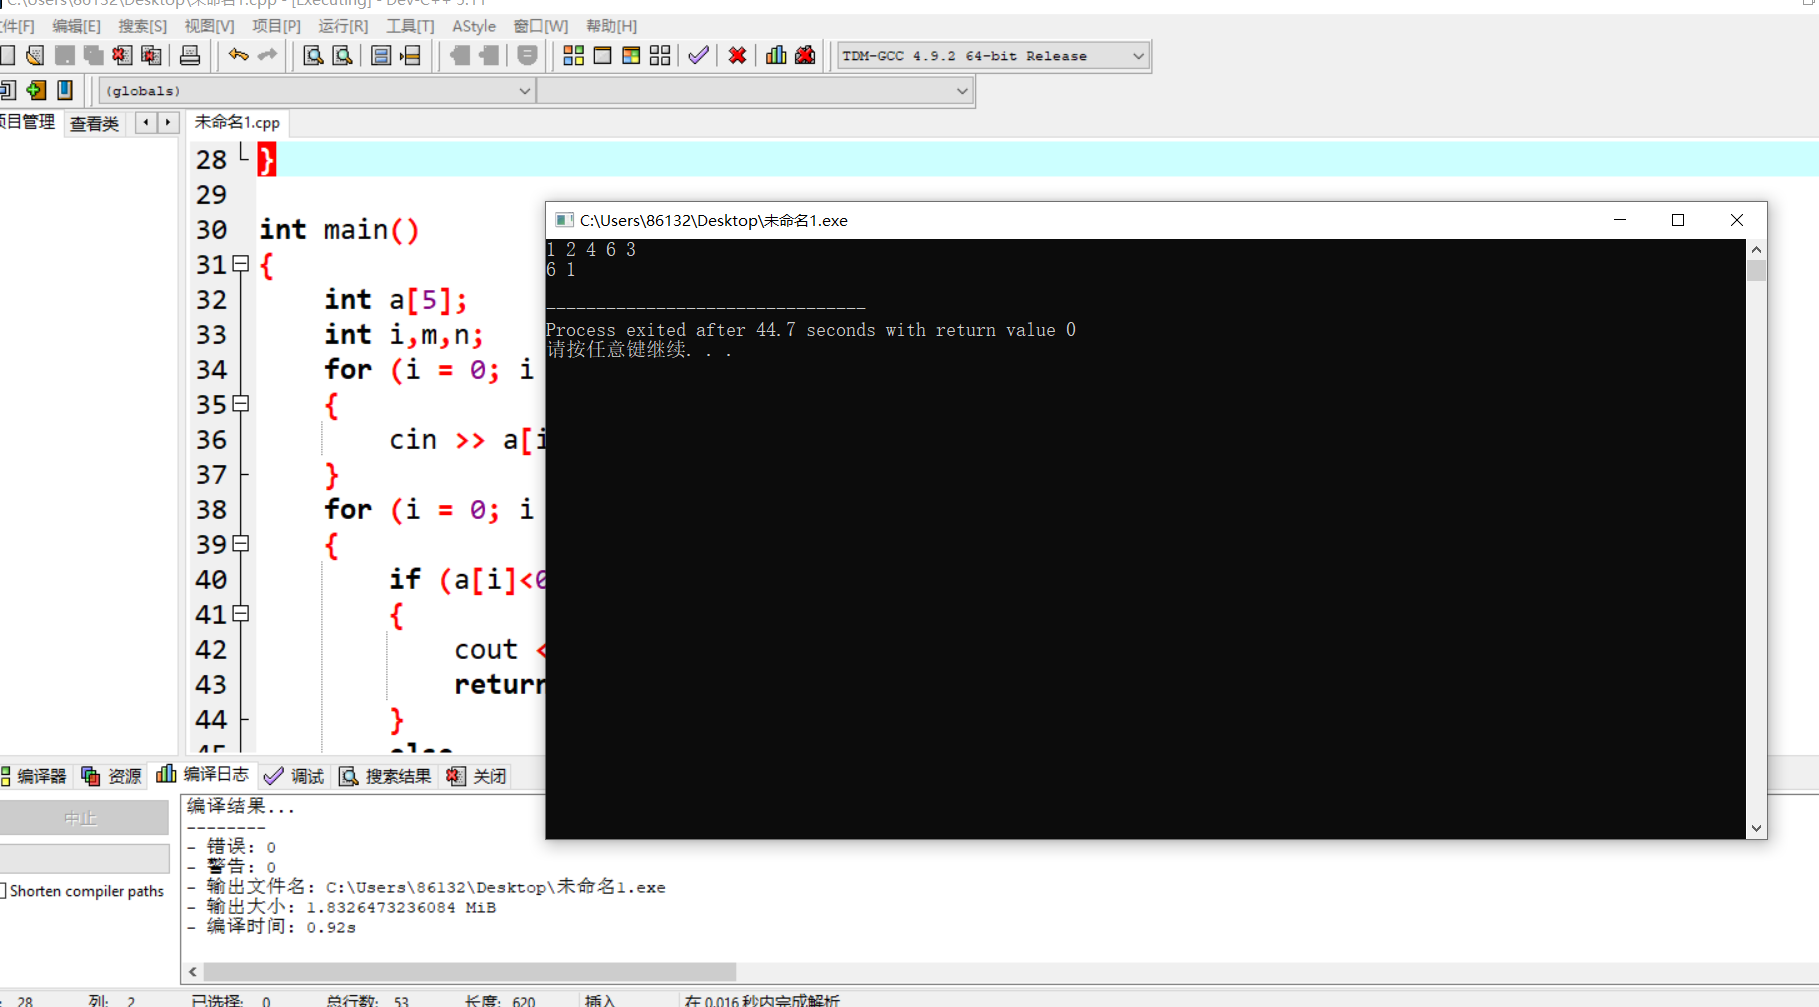 C:\Users\86132\Desktop\未命名1.cpp - [Executing] - Dev-C++ 5.11
件[F] 编辑[E] 搜索[S] 视图[V] 项目[P] 运行[R] 工具[T] AStyle 窗口[W] 帮助[H]
TDM-GCC 4.9.2 64-bit Release
(globals)
项目管理 查看类 未命名1.cpp
28 }
29
30 int main()
31 {
32 int a[5];
33 int i,m,n;
34 for (i = 0; i
35 {
36 cin >> a[i
37 }
38 for (i = 0; i
39 {
40 if (a[i]<0
41 {
42 cout <
43 return
44 }
45 else
C:\Users\86132\Desktop\未命名1.exe
1 2 4 6 3
6 1
--------------------------------
Process exited after 44.7 seconds with return value 0
请按任意键继续. . .
编译器 资源 编译日志 调试 搜索结果 关闭
中止
Shorten compiler paths
编译结果...
--------
- 错误: 0
- 警告: 0
- 输出文件名: C:\Users\86132\Desktop\未命名1.exe
- 输出大小: 1.8326473236084 MiB
- 编译时间: 0.92s
: 28 列: 2 已选择: 0 总行数: 53 长度: 620 插入 在 0.016 秒内完成解析